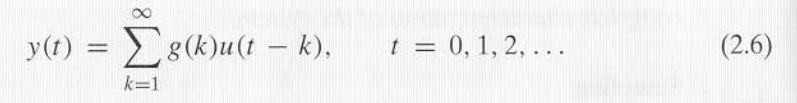 y(t) = ∑_{k=1}^{∞} g(k)u(t − k), t = 0, 1, 2, . . . (2.6)